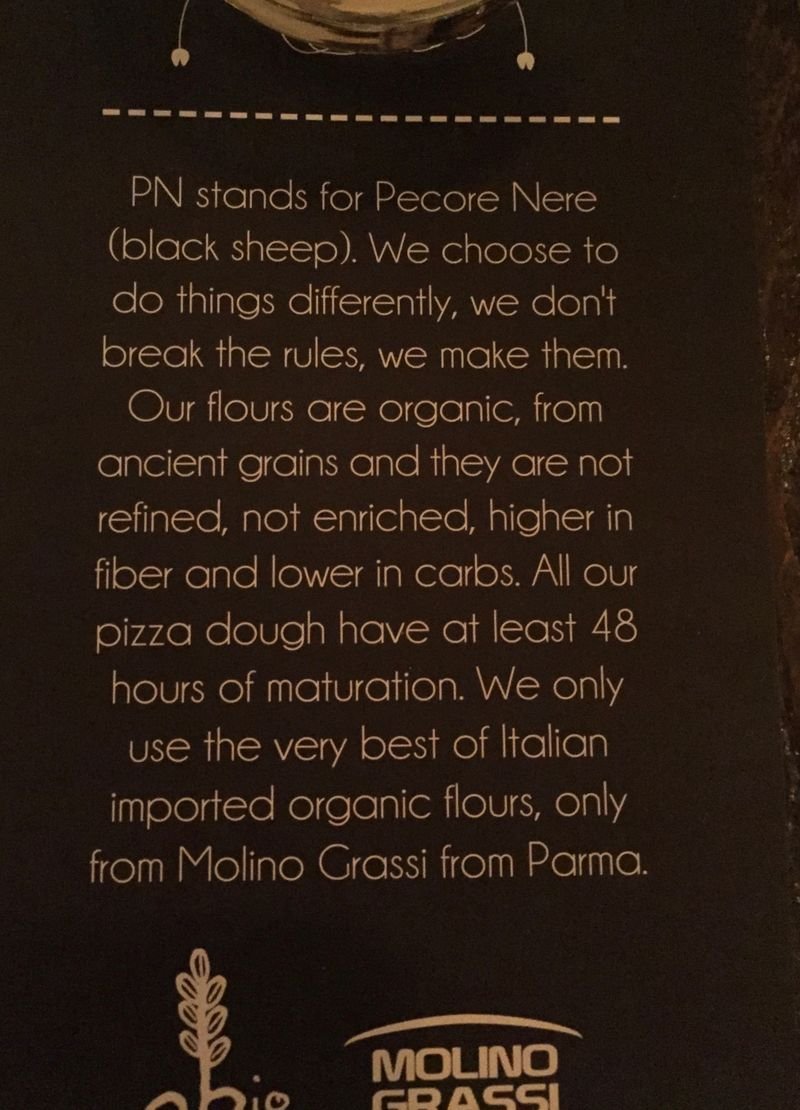 PN stands for Pecore Nere
(black sheep). We choose to
do things differently, we don't
break the rules, we make them.
Our flours are organic, from
ancient grains and they are not
refined, not enriched, higher in
fiber and lower in carbs. All our
pizza dough have at least 48
hours of maturation. We only
use the very best of Italian
imported organic flours, only
from Molino Grassi from Parma.
MOLINO
GRASSI